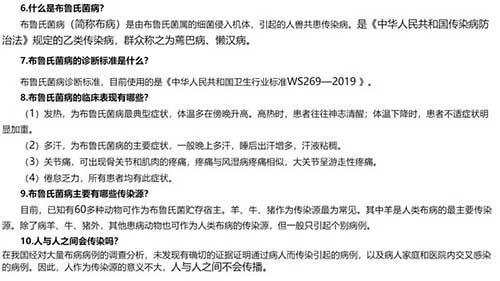 6.什么是布鲁氏菌病?
布鲁氏菌病（简称布病）是由布鲁氏菌属的细菌侵入机体，引起的人兽共患传染病。是《中华人民共和国传染病防
治法》规定的乙类传染病，群众称之为蔫巴病、懒汉病。
7.布鲁氏菌病的诊断标准是什么?
布鲁氏菌病诊断标准，目前使用的是《中华人民共和国卫生行业标准WS269—2019 》。
8.布鲁氏菌病的临床表现有哪些?
（1）发热，为布鲁氏菌病最典型症状，体温多在傍晚升高。高热时，患者往往神志清醒；体温下降时，患者不适症状明
显加重。
（2）多汗，为布鲁氏菌病的主要症状，一般晚上多汗，睡后出汗增多，汗液粘稠。
（3）关节痛，可出现骨关节和肌肉的疼痛，疼痛与风湿病疼痛相似，大关节呈游走性疼痛。
（4）倦怠乏力，所有患者均有此症状。
9.布鲁氏菌病主要有哪些传染源?
目前，已知有60多种动物可作为布鲁氏菌贮存宿主。羊、牛、猪作为传染源最为常见。其中羊是人类布病的最主要传染
源。除了病羊、牛、猪外，其他患病动物也可作为人类布病的传染源，但一般只引起个别病例。
10.人与人之间会传染吗?
在我国经对大量布病病例的调查分析，未发现有确切的证据证明通过病人而传染引起的病例，以及病人家庭和医院内交叉感染
的病例。因此，人作为传染源的意义不大，人与人之间不会传播。